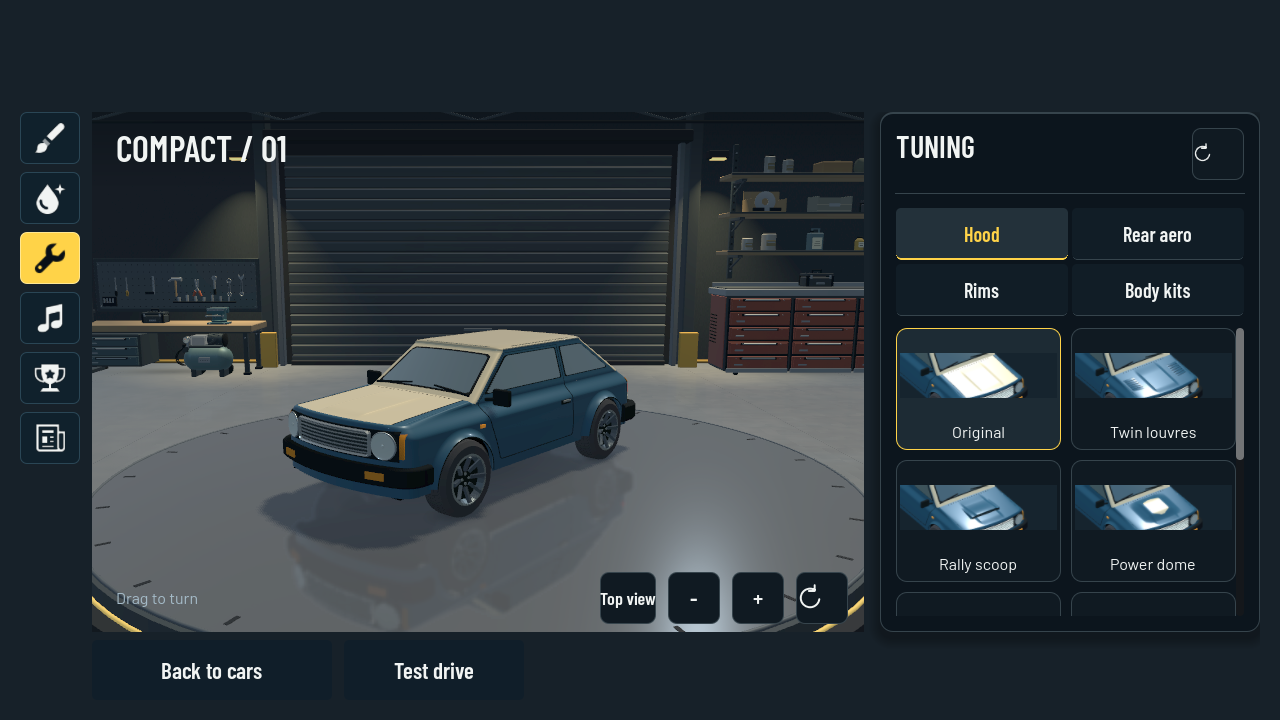 COMPACT / 01
TUNING
Hood
Rear aero
Rims
Body kits
Original
Twin louvres
Rally scoop
Power dome
Drag to turn
Top view
-
+
Back to cars
Test drive